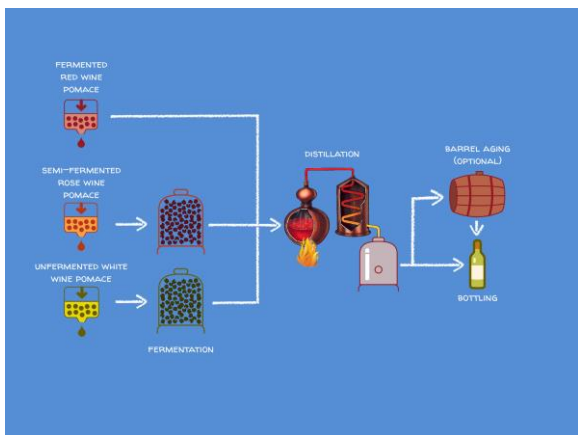 FERMENTED
RED WINE
POMACE
SEMI-FERMENTED
ROSE WINE
POMACE
UNFERMENTED WHITE
WINE POMACE
FERMENTATION
DISTILLATION
BARREL AGING
(OPTIONAL)
BOTTLING